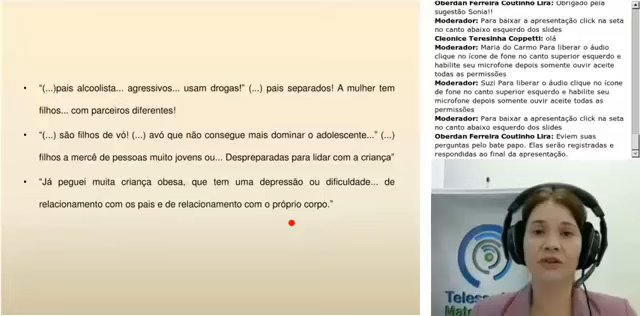 • “(...)pais alcoolista... agressivos... usam drogas!” (...) pais separados! A mulher tem
filhos... com parceiros diferentes!
• “(...) são filhos de vó! (...) avó que não consegue mais dominar o adolescente...” (...)
filhos a mercê de pessoas muito jovens ou... Despreparadas para lidar com a criança”
• “Já peguei muita criança obesa, que tem uma depressão ou dificuldade... de
relacionamento com os pais e de relacionamento com o próprio corpo.”
Oberdan Ferreira Coutinho Lira: Obrigado pela
sugestão Sonia!!
Moderador: Para baixar a apresentação click na seta
no canto abaixo esquerdo dos slides
Cleonice Teresinha Coppetti: olá
Moderador: Maria do Carmo Para liberar o áudio
clique no ícone de fone no canto superior esquerdo e
habilite seu microfone depois somente ouvir aceite
todas as permissões
Moderador: Suzi Para liberar o áudio clique no ícone
de fone no canto superior esquerdo e habilite seu
microfone depois somente ouvir aceite todas as
permissões
Moderador: Para baixar a apresentação click na seta
no canto abaixo esquerdo dos slides
Oberdan Ferreira Coutinho Lira: Eviem suas
perguntas pelo bate papo. Elas serão registradas e
respondidas ao final da apresentação.